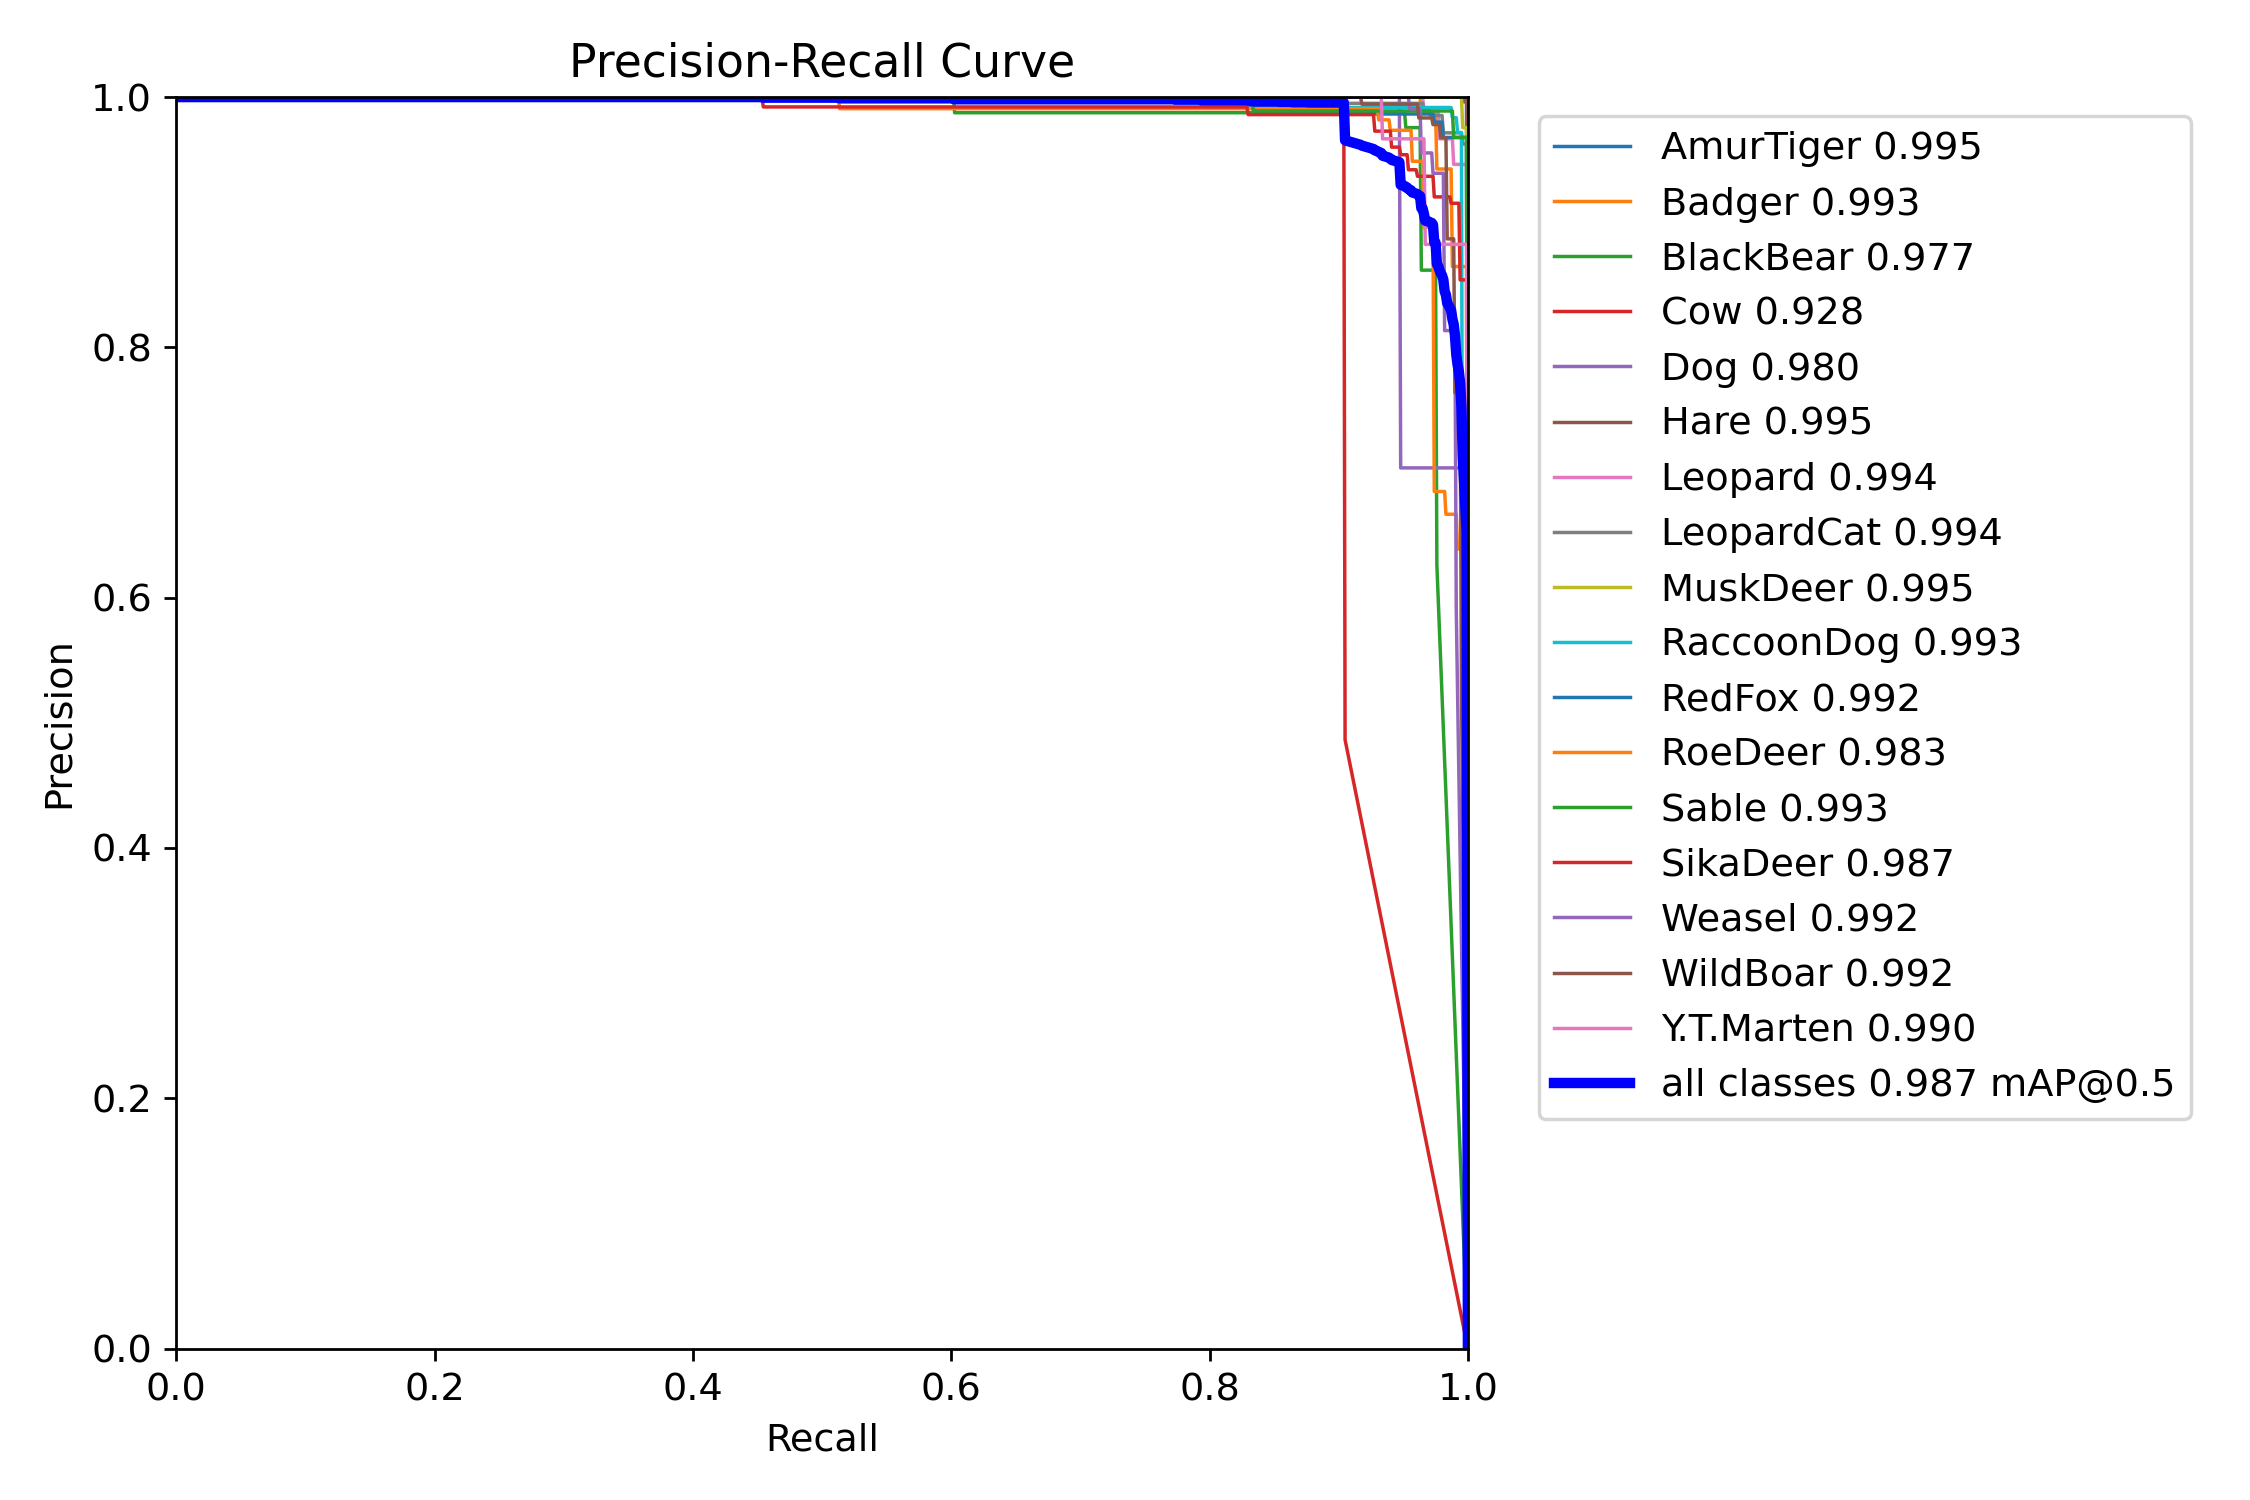 Precision-Recall Curve
1.0
0.8
0.6
0.4
0.2
0.0
Precision
0.0 0.2 0.4 0.6 0.8 1.0
Recall
AmurTiger 0.995
Badger 0.993
BlackBear 0.977
Cow 0.928
Dog 0.980
Hare 0.995
Leopard 0.994
LeopardCat 0.994
MuskDeer 0.995
RaccoonDog 0.993
RedFox 0.992
RoeDeer 0.983
Sable 0.993
SikaDeer 0.987
Weasel 0.992
WildBoar 0.992
Y.T.Marten 0.990
all classes 0.987 mAP@0.5